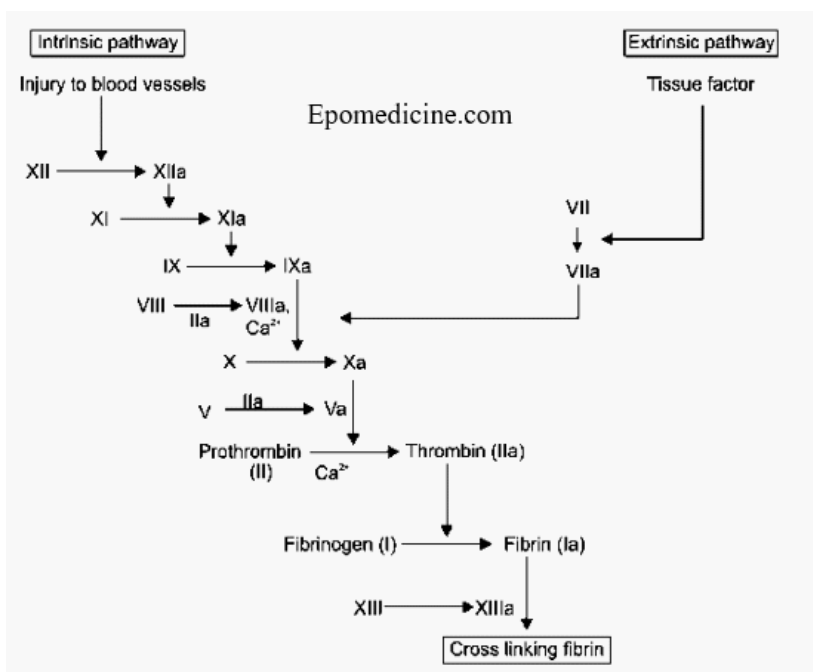 Intrinsic pathway
Extrinsic pathway
Injury to blood vessels
Tissue factor
Epomedicine.com
XII
XIIa
XI
XIa
VII
IX
IXa
VIIa
VIII
IIa
VIIIa,
Ca²⁺
X
Xa
V
IIa
Va
Prothrombin
(II)
Ca²⁺
Thrombin (IIa)
Fibrinogen (I)
Fibrin (Ia)
XIII
XIIIa
Cross linking fibrin